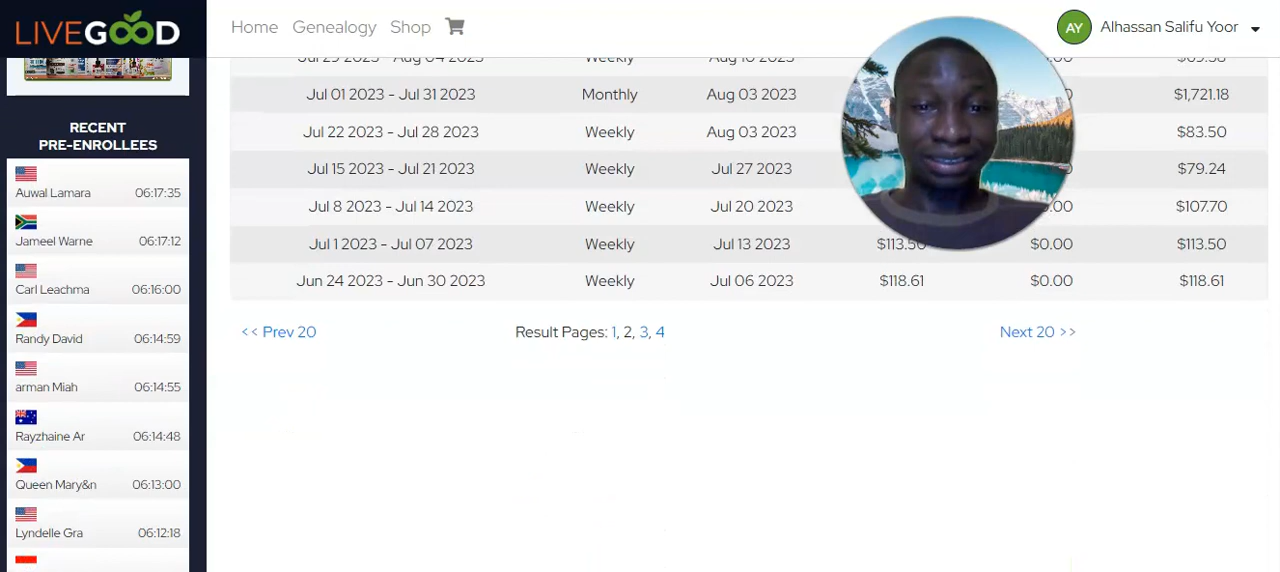 LIVEGOOD
Home Genealogy Shop
AY Alhassan Salifu Yoor
RECENT
PRE-ENROLLEES
Auwal Lamara 06:17:35
Jameel Warne 06:17:12
Carl Leachma 06:16:00
Randy David 06:14:59
arman Miah 06:14:55
Rayzhaine Ar 06:14:48
Queen Mary&n 06:13:00
Lyndelle Gra 06:12:18
Weekly
Jul 01 2023 - Jul 31 2023 Monthly Aug 03 2023 $1,721.18
Jul 22 2023 - Jul 28 2023 Weekly Aug 03 2023 $83.50
Jul 15 2023 - Jul 21 2023 Weekly Jul 27 2023 $79.24
Jul 8 2023 - Jul 14 2023 Weekly Jul 20 2023 $107.70
Jul 1 2023 - Jul 07 2023 Weekly Jul 13 2023 $113.50 $0.00 $113.50
Jun 24 2023 - Jun 30 2023 Weekly Jul 06 2023 $118.61 $0.00 $118.61
<< Prev 20 Result Pages: 1, 2, 3, 4 Next 20 >>